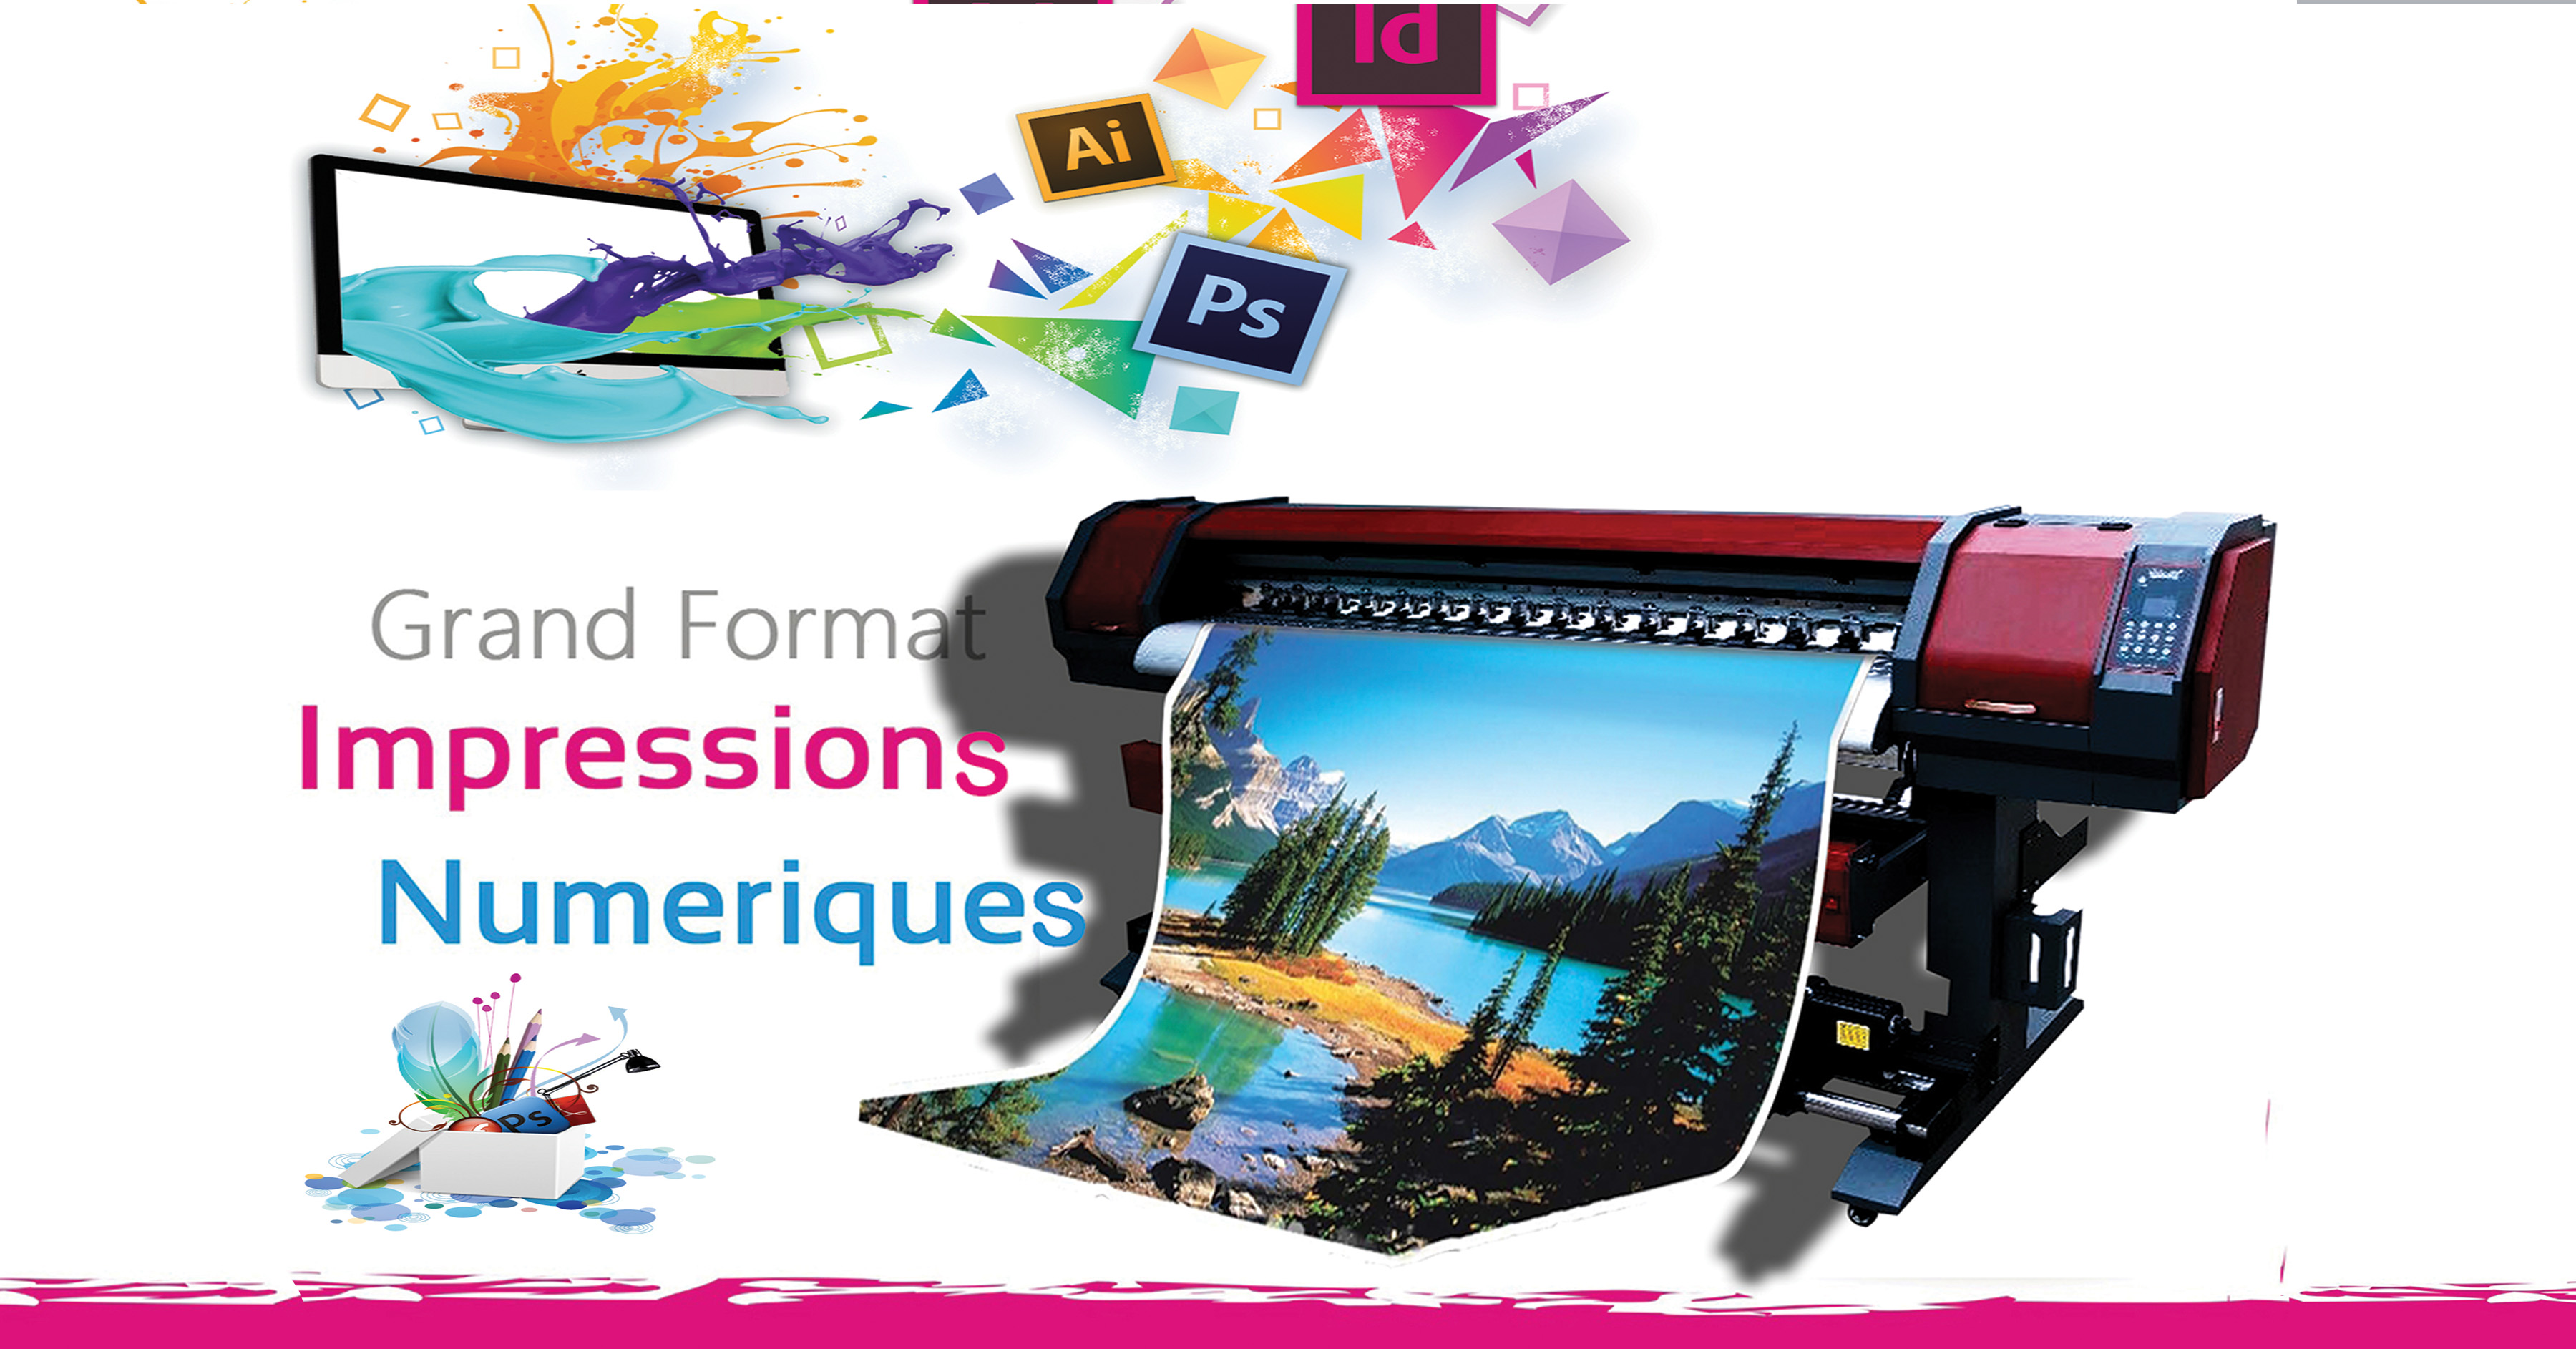 Id
Ai
Ps
Grand Format
Impressions
Numeriques
Ps